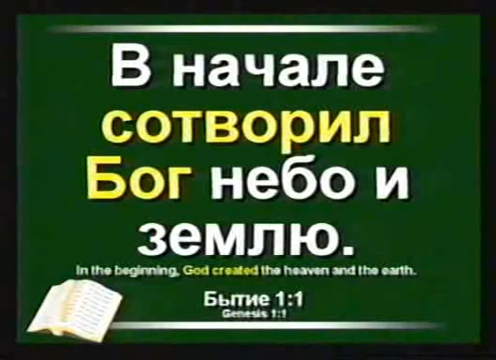 В начале
сотворил
Бог небо и
землю.
In the beginning, God created the heaven and the earth.
Бытие 1:1
Genesis 1:1